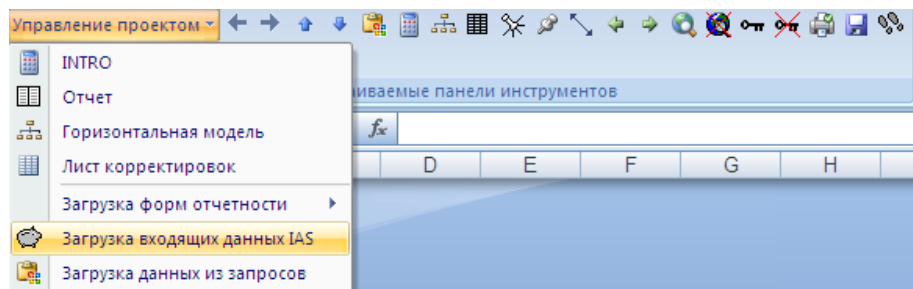 Управление проектом
INTRO
Отчет
иваемые панели инструментов
Горизонтальная модель
fx
Лист корректировок
D E F G H
Загрузка форм отчетности
Загрузка входящих данных IAS
Загрузка данных из запросов